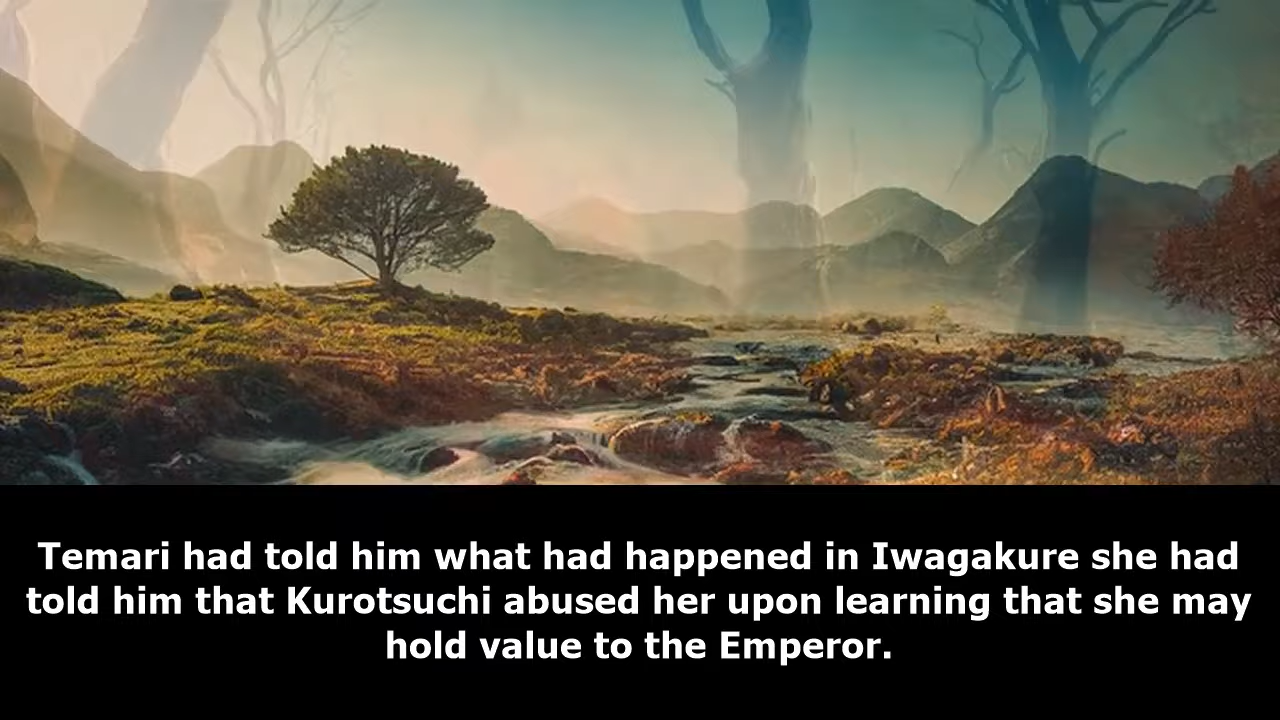 Temari had told him what had happened in Iwagakure she had
told him that Kurotsuchi abused her upon learning that she may
hold value to the Emperor.